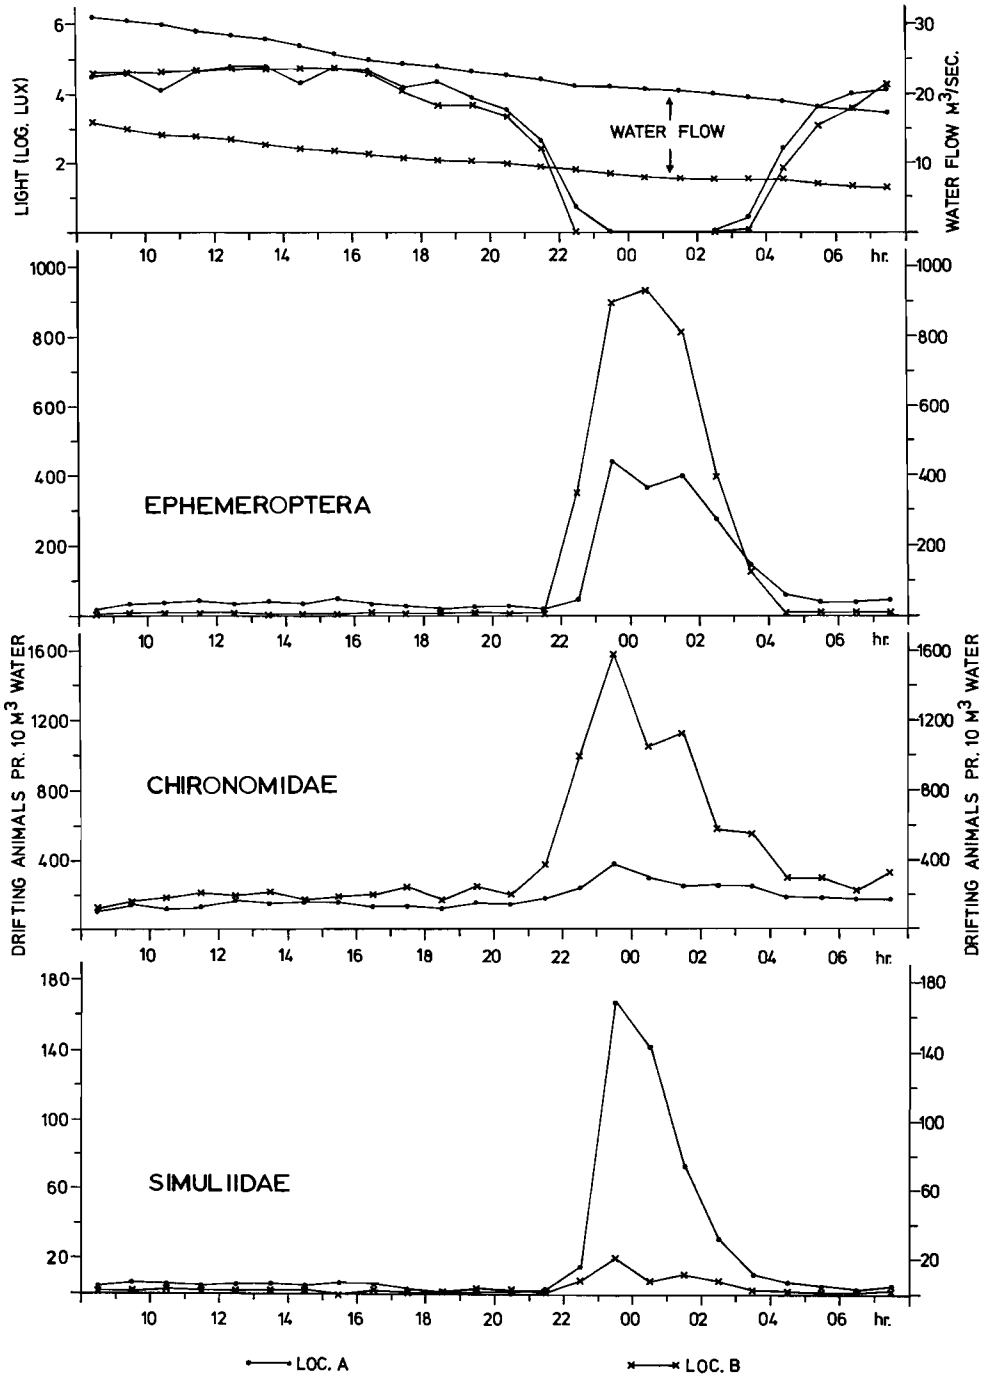 LIGHT (LOG. LUX)
6
4
2
WATER FLOW
30
20
10
WATER FLOW M³/SEC.
10 12 14 16 18 20 22 00 02 04 06 hr.
1000
800
600
400
200
EPHEMEROPTERA
1000
800
600
400
200
10 12 14 16 18 20 22 00 02 04 06 hr.
DRIFTING ANIMALS PR. 10 M³ WATER
1600
1200
800
400
CHIRONOMIDAE
1600
1200
800
400
DRIFTING ANIMALS PR. 10 M³ WATER
10 12 14 16 18 20 22 00 02 04 06 hr.
180
140
100
60
20
SIMULIIDAE
180
140
100
60
20
10 12 14 16 18 20 22 00 02 04 06 hr.
LOC. A
LOC. B